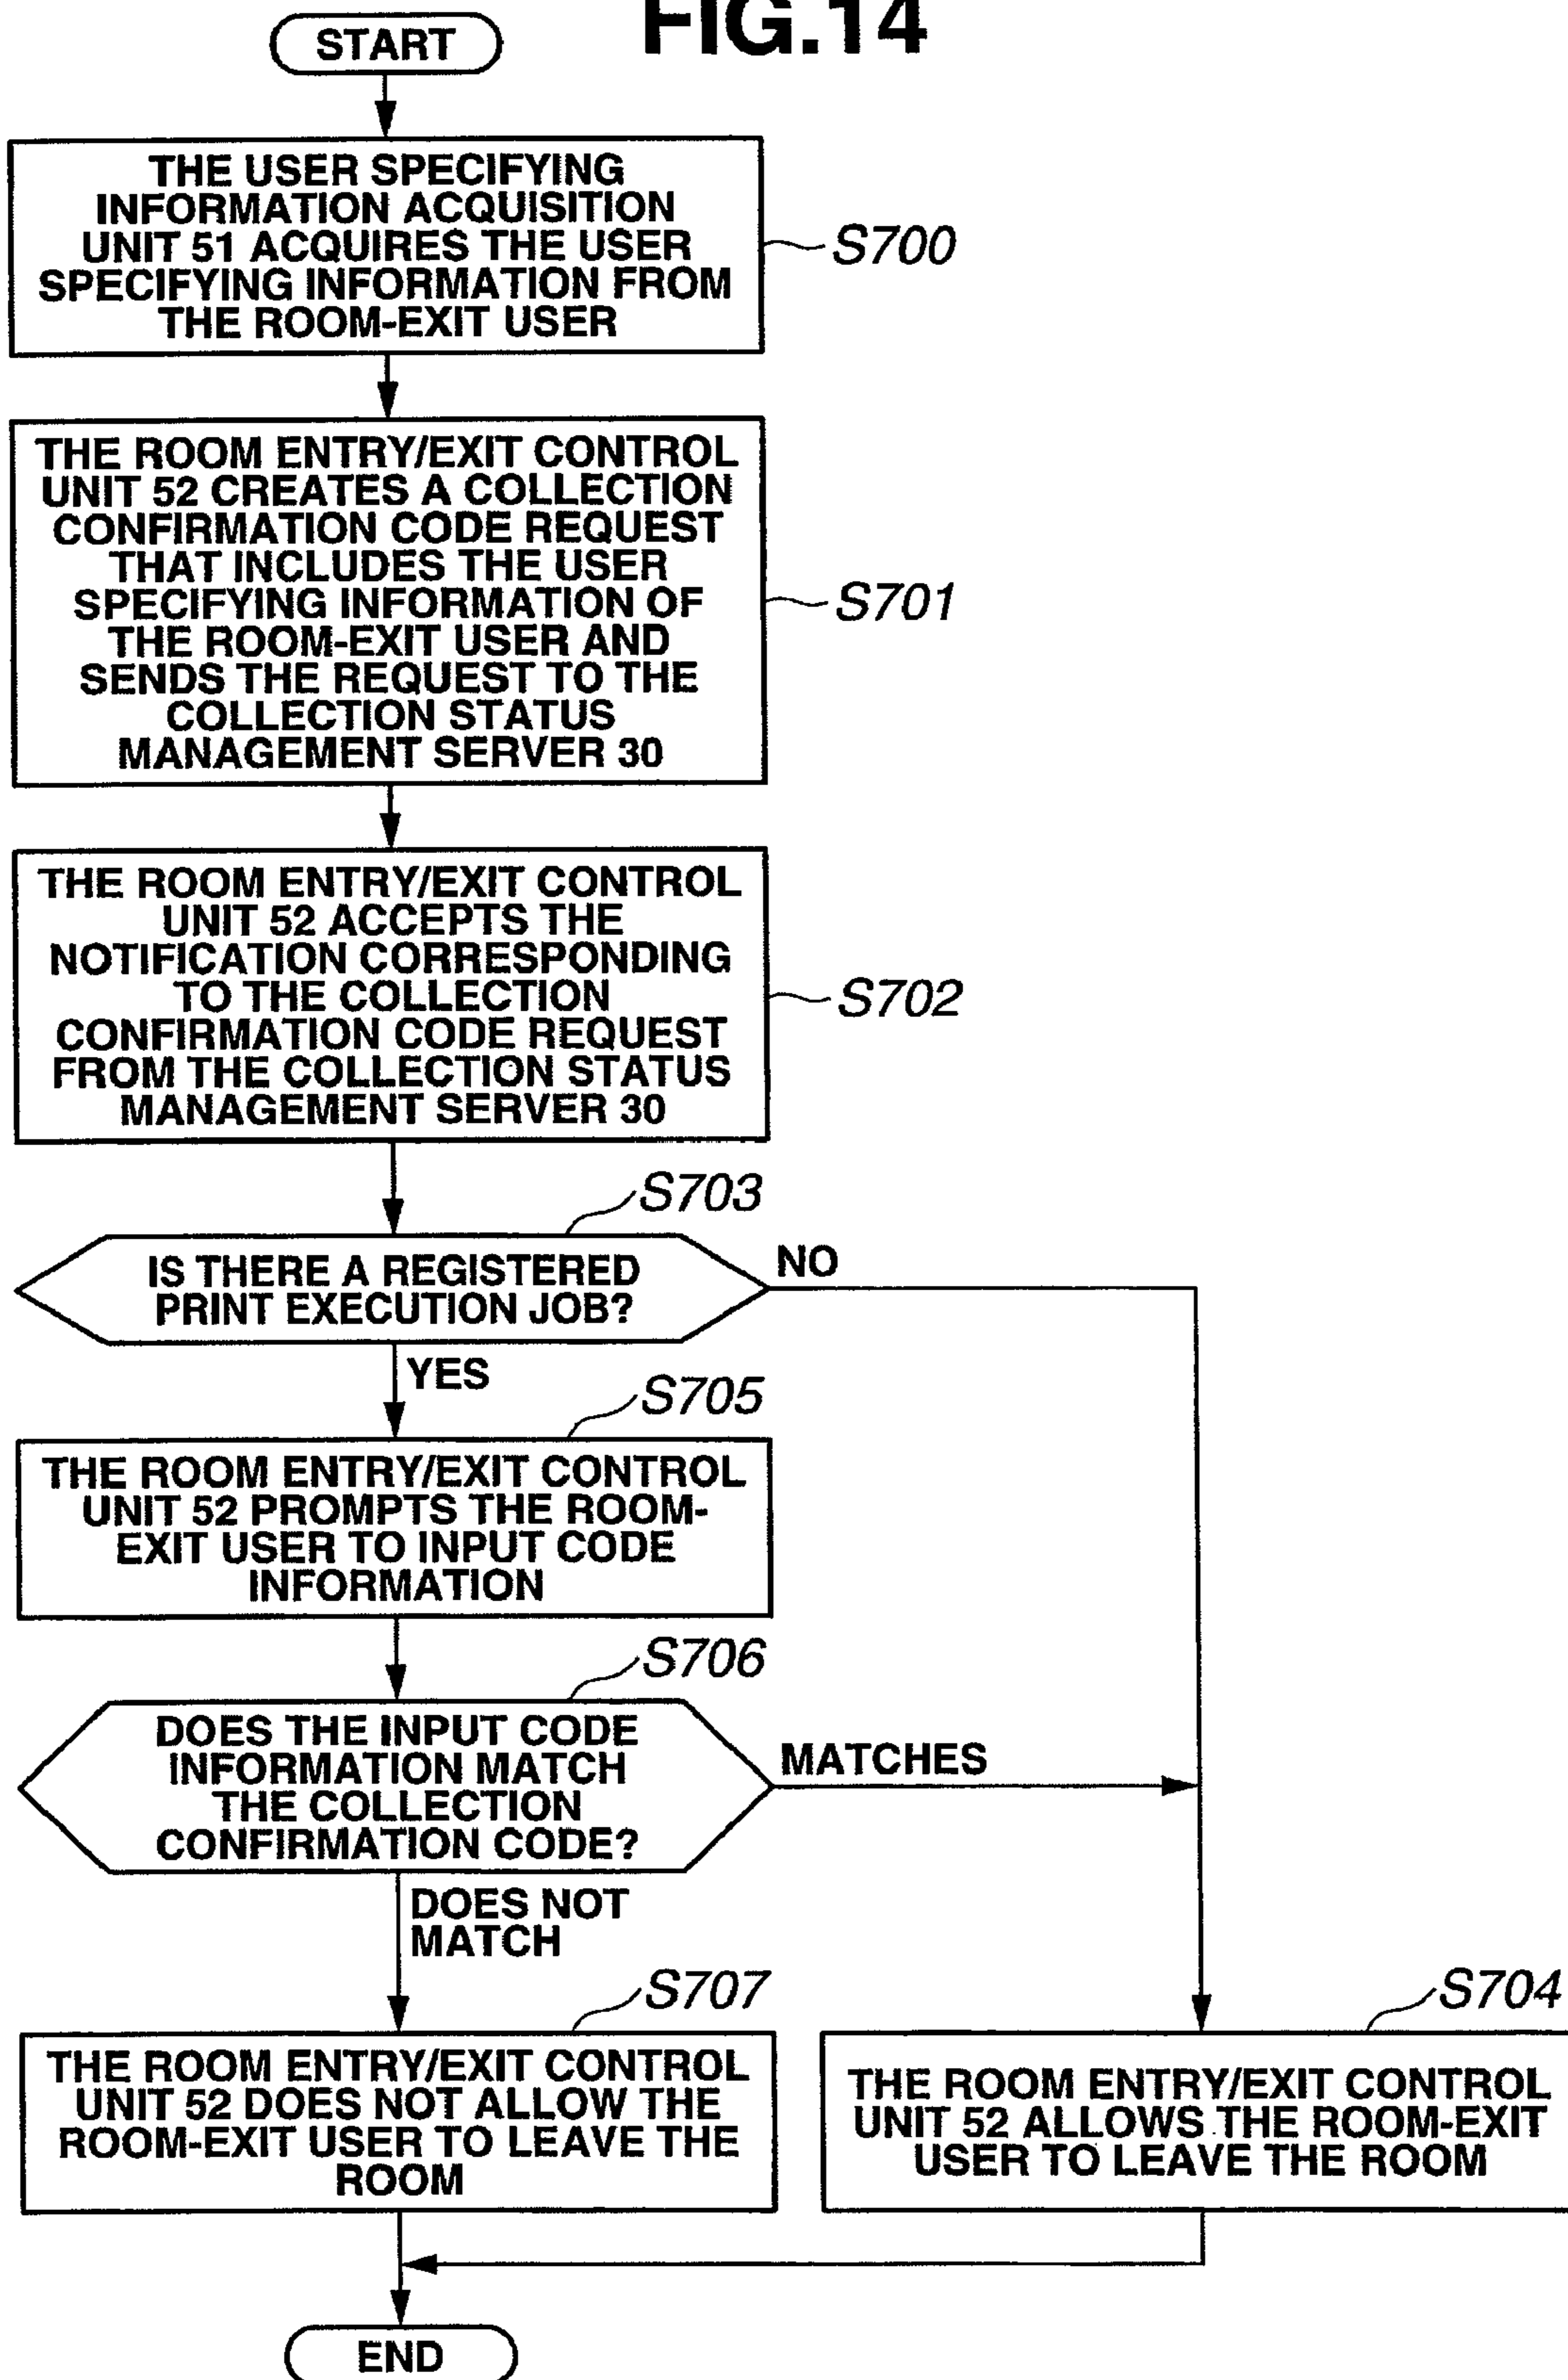 FIG.14
START
THE USER SPECIFYING
INFORMATION ACQUISITION
UNIT 51 ACQUIRES THE USER
SPECIFYING INFORMATION FROM
THE ROOM-EXIT USER
S700
THE ROOM ENTRY/EXIT CONTROL
UNIT 52 CREATES A COLLECTION
CONFIRMATION CODE REQUEST
THAT INCLUDES THE USER
SPECIFYING INFORMATION OF
THE ROOM-EXIT USER AND
SENDS THE REQUEST TO THE
COLLECTION STATUS
MANAGEMENT SERVER 30
S701
THE ROOM ENTRY/EXIT CONTROL
UNIT 52 ACCEPTS THE
NOTIFICATION CORRESPONDING
TO THE COLLECTION
CONFIRMATION CODE REQUEST
FROM THE COLLECTION STATUS
MANAGEMENT SERVER 30
S702
S703
IS THERE A REGISTERED
PRINT EXECUTION JOB?
NO
YES
S705
THE ROOM ENTRY/EXIT CONTROL
UNIT 52 PROMPTS THE ROOM-
EXIT USER TO INPUT CODE
INFORMATION
S706
DOES THE INPUT CODE
INFORMATION MATCH
THE COLLECTION
CONFIRMATION CODE?
MATCHES
DOES NOT
MATCH
S707
THE ROOM ENTRY/EXIT CONTROL
UNIT 52 DOES NOT ALLOW THE
ROOM-EXIT USER TO LEAVE THE
ROOM
S704
THE ROOM ENTRY/EXIT CONTROL
UNIT 52 ALLOWS THE ROOM-EXIT
USER TO LEAVE THE ROOM
END